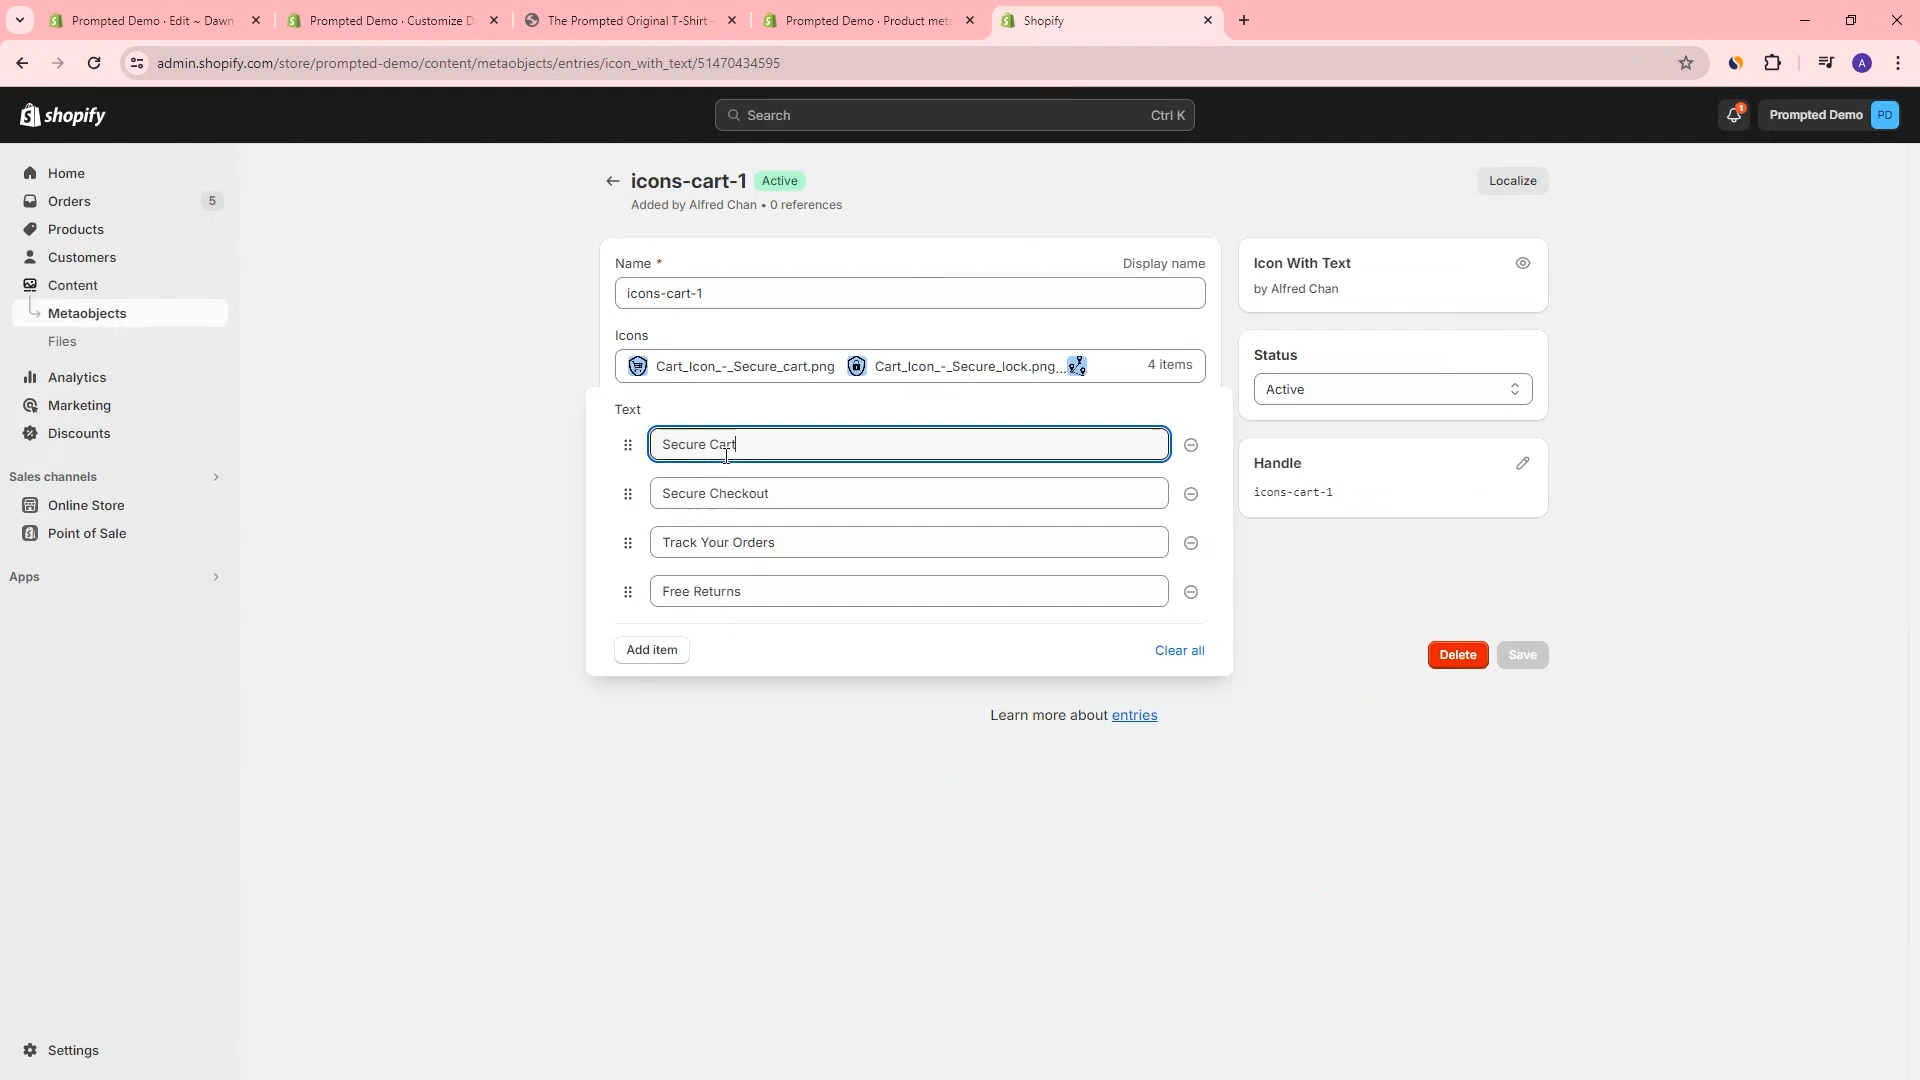 Prompted Demo · Edit ~ Dawn
Prompted Demo · Customize D
The Prompted Original T-Shirt –
Prompted Demo · Product meta
Shopify
admin.shopify.com/store/prompted-demo/content/metaobjects/entries/icon_with_text/51470434595
A
shopify
Search
Ctrl K
1
Prompted Demo
PD
Home
Orders
5
Products
Customers
Content
Metaobjects
Files
Analytics
Marketing
Discounts
Sales channels
Online Store
Point of Sale
Apps
Settings
icons-cart-1
Active
Added by Alfred Chan • 0 references
Localize
Name *
Display name
icons-cart-1
Icons
Cart_Icon_-_Secure_cart.png
Cart_Icon_-_Secure_lock.png...
4 items
Text
Secure Cart
Secure Checkout
Track Your Orders
Free Returns
Add item
Clear all
Icon With Text
by Alfred Chan
Status
Active
Handle
icons-cart-1
Delete
Save
Learn more about entries